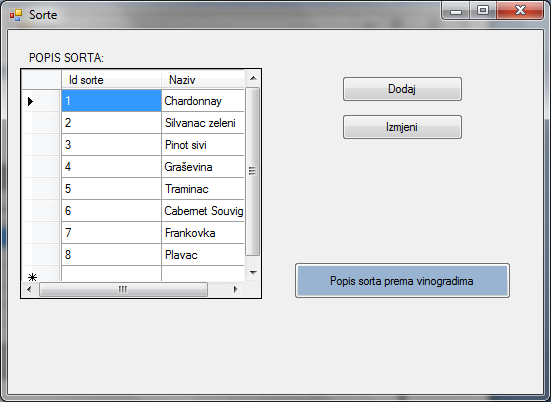 Sorte
POPIS SORTA:
Id sorte Naziv
1 Chardonnay
2 Silvanac zeleni
3 Pinot sivi
4 Graševina
5 Traminac
6 Cabernet Souvig
7 Frankovka
8 Plavac
Dodaj
Izmjeni
Popis sorta prema vinogradima